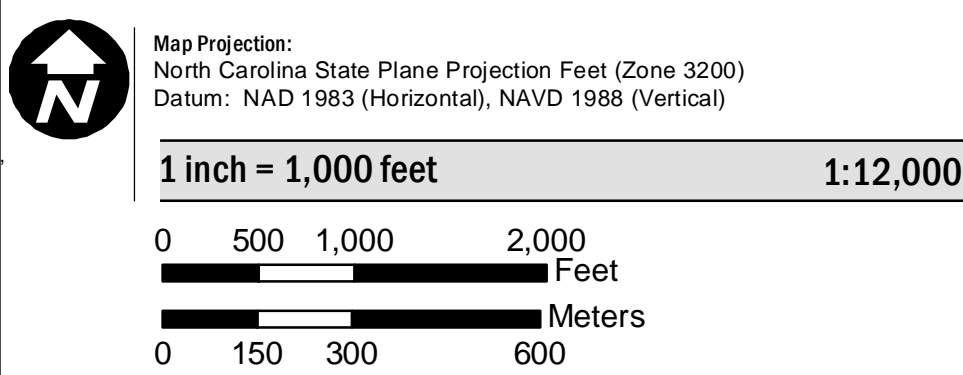 N
Map Projection:
North Carolina State Plane Projection Feet (Zone 3200)
Datum: NAD 1983 (Horizontal), NAVD 1988 (Vertical)
,
1 inch = 1,000 feet 1:12,000
0 500 1,000 2,000
Feet
Meters
0 150 300 600